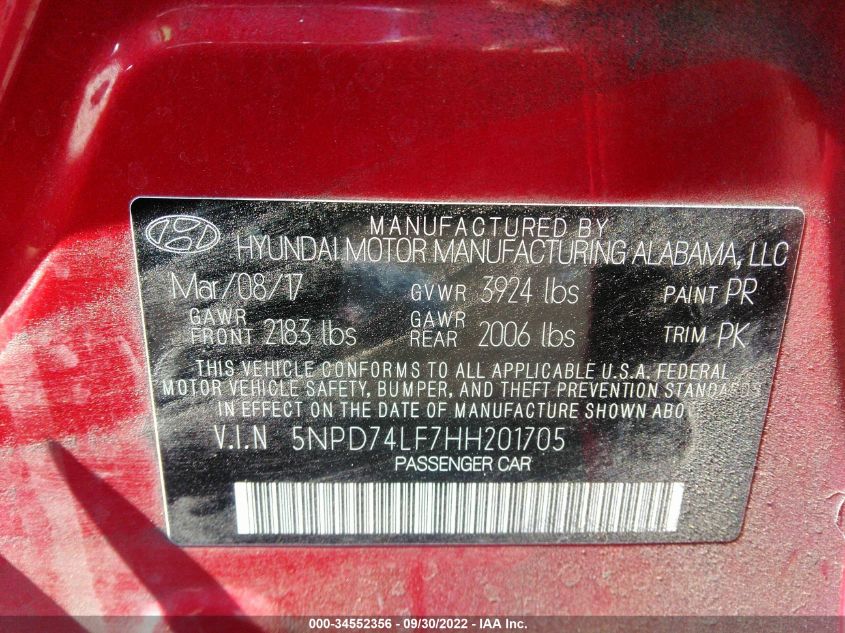 MANUFACTURED BY
HYUNDAI MOTOR MANUFACTURING ALABAMA, LLC
Mar/08/17 GVWR 3924 lbs PAINT PR
GAWR FRONT 2183 lbs GAWR REAR 2006 lbs TRIM PK
THIS VEHICLE CONFORMS TO ALL APPLICABLE U.S.A. FEDERAL
MOTOR VEHICLE SAFETY, BUMPER, AND THEFT PREVENTION STANDARDS
IN EFFECT ON THE DATE OF MANUFACTURE SHOWN
V.I.N 5NPD74LF7HH201705
PASSENGER CAR
000-34552356 - 09/30/2022 - IAA Inc.